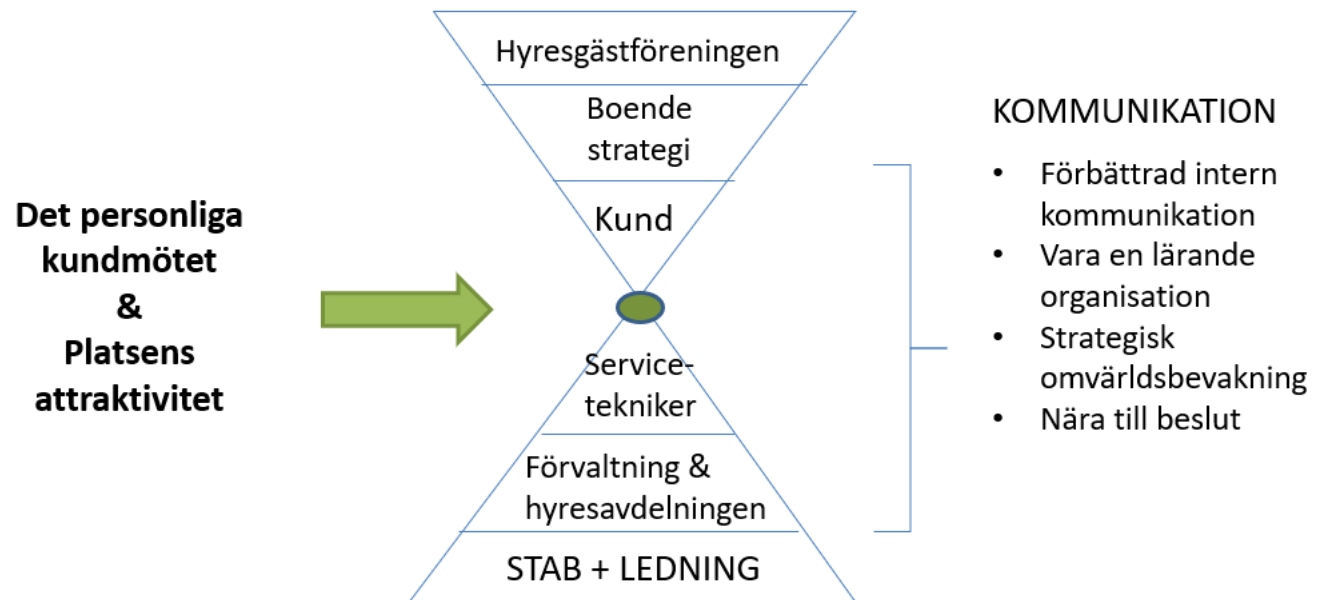 Det personliga
kundmötet
&
Platsens
attraktivitet
Hyresgästföreningen
Boende
strategi
Kund
Service-
tekniker
Förvaltning &
hyresavdelningen
STAB + LEDNING
KOMMUNIKATION
• Förbättrad intern
kommunikation
• Vara en lärande
organisation
• Strategisk
omvärldsbevakning
• Nära till beslut